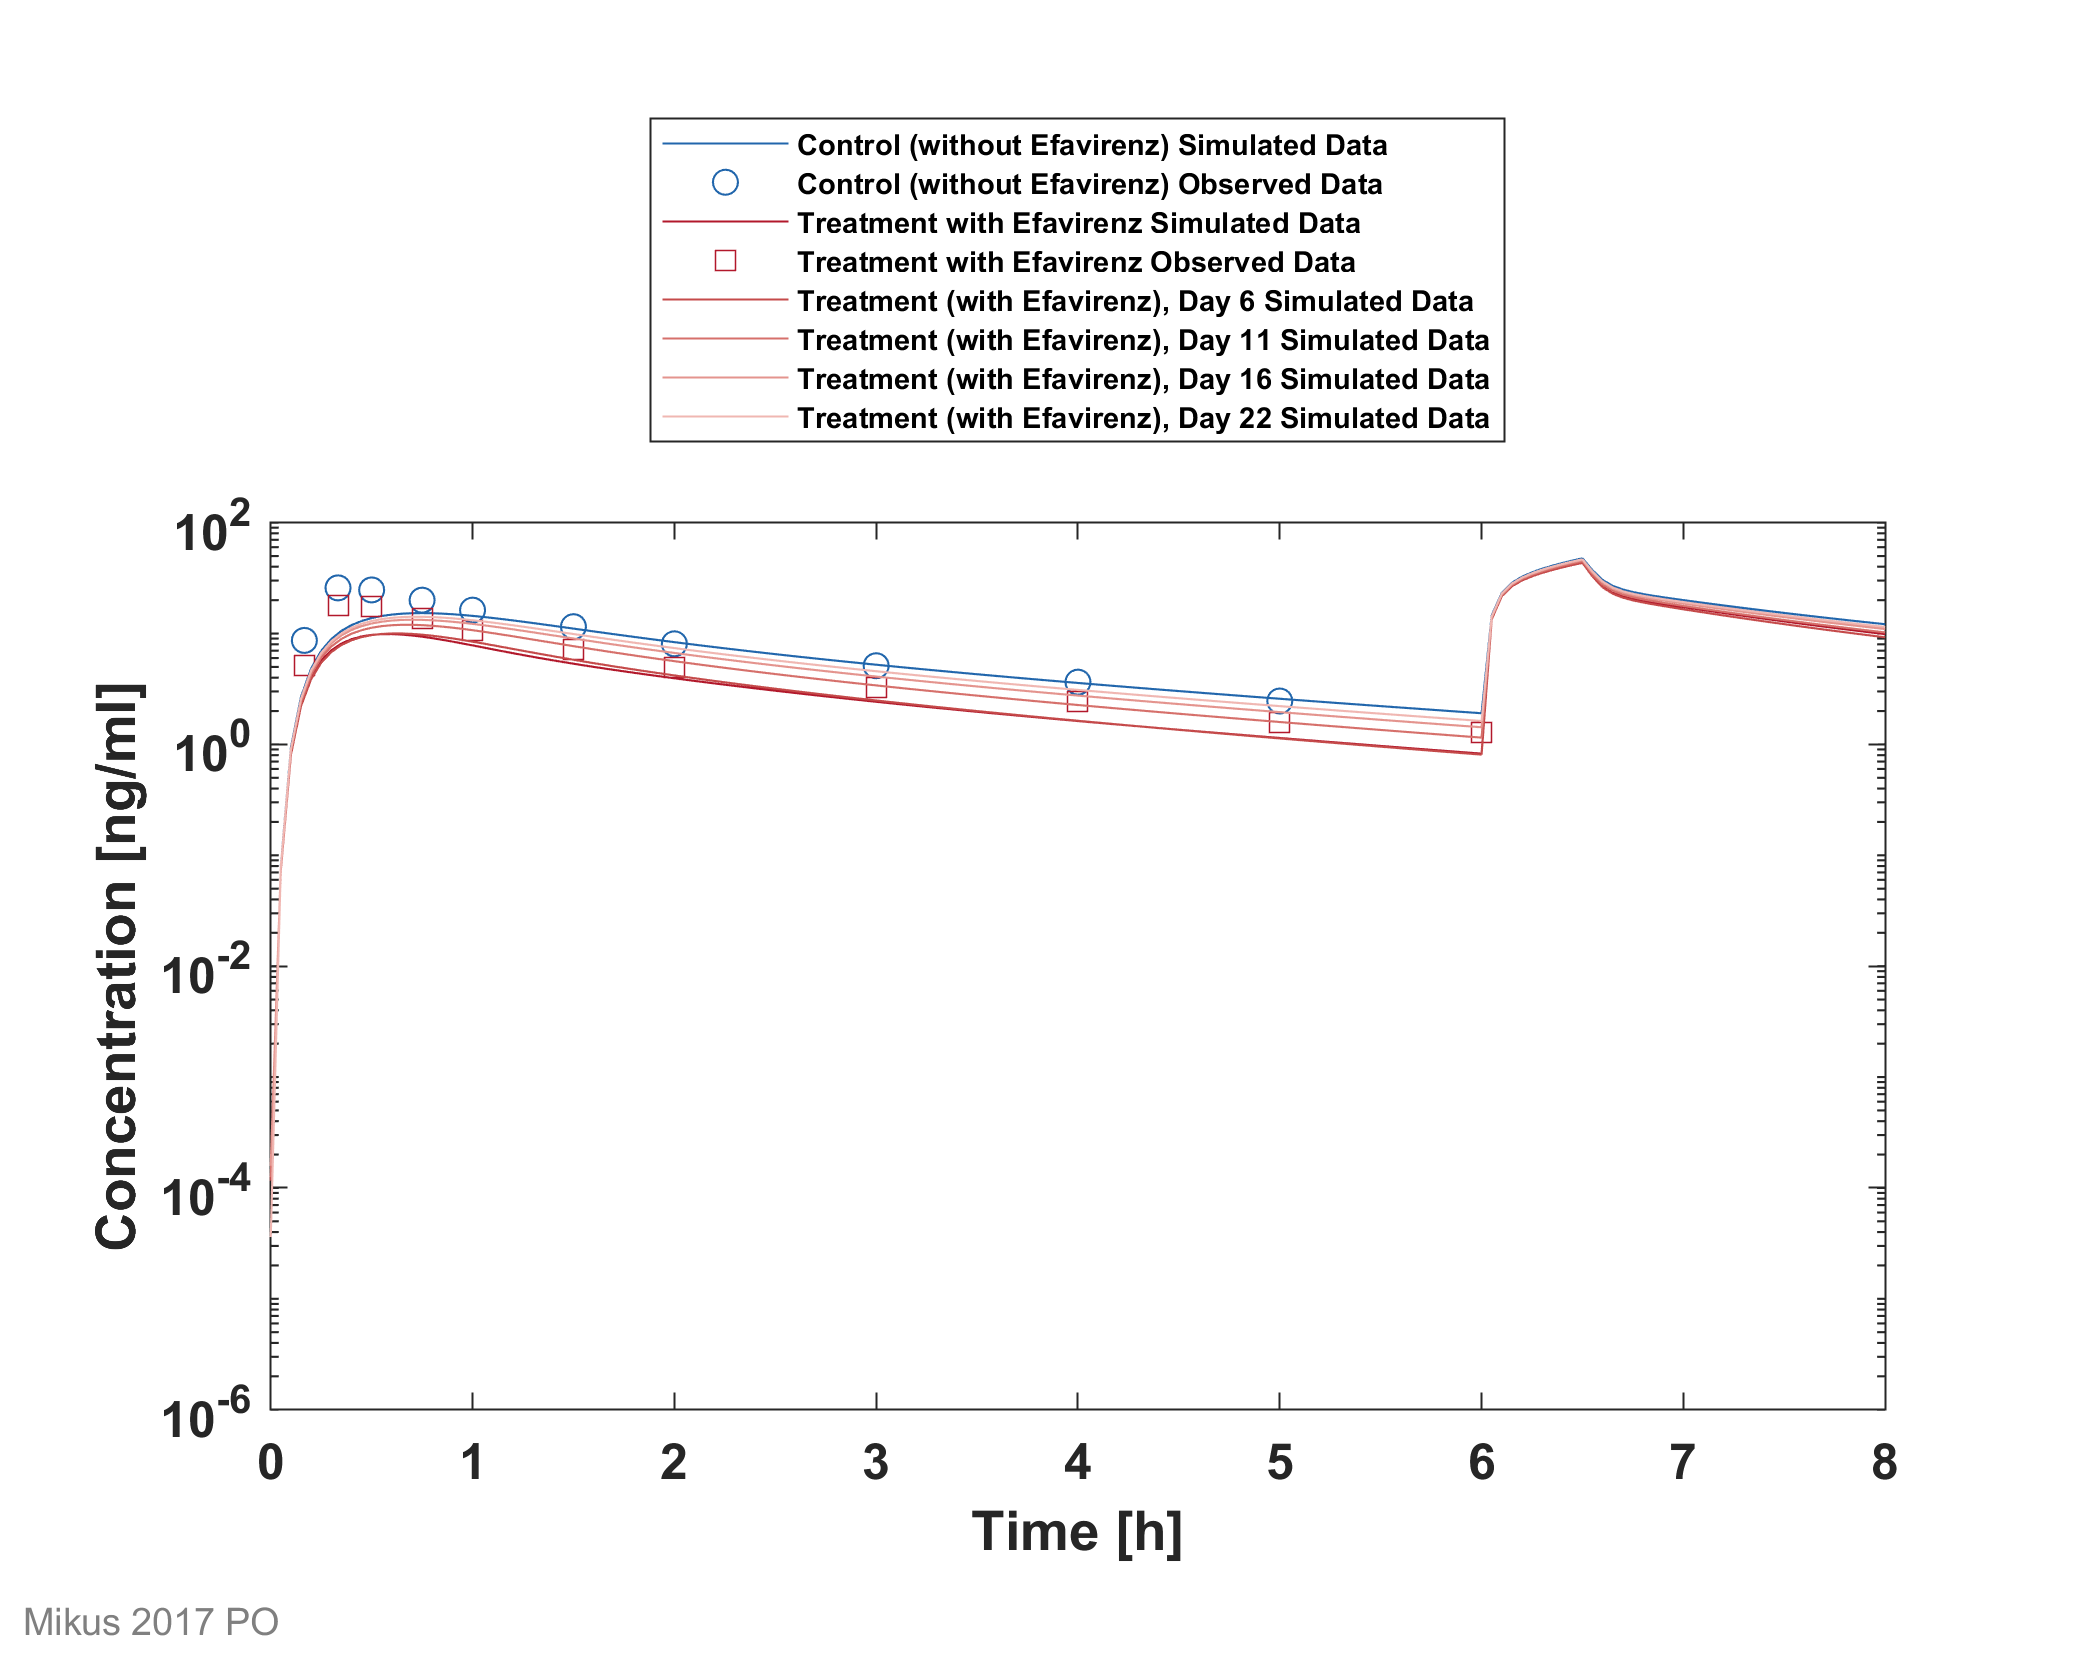 Control (without Efavirenz) Simulated Data
Control (without Efavirenz) Observed Data
Treatment with Efavirenz Simulated Data
Treatment with Efavirenz Observed Data
Treatment (with Efavirenz), Day 6 Simulated Data
Treatment (with Efavirenz), Day 11 Simulated Data
Treatment (with Efavirenz), Day 16 Simulated Data
Treatment (with Efavirenz), Day 22 Simulated Data
10^2
10^0
10^-2
10^-4
10^-6
Concentration [ng/ml]
0 1 2 3 4 5 6 7 8
Time [h]
Mikus 2017 PO